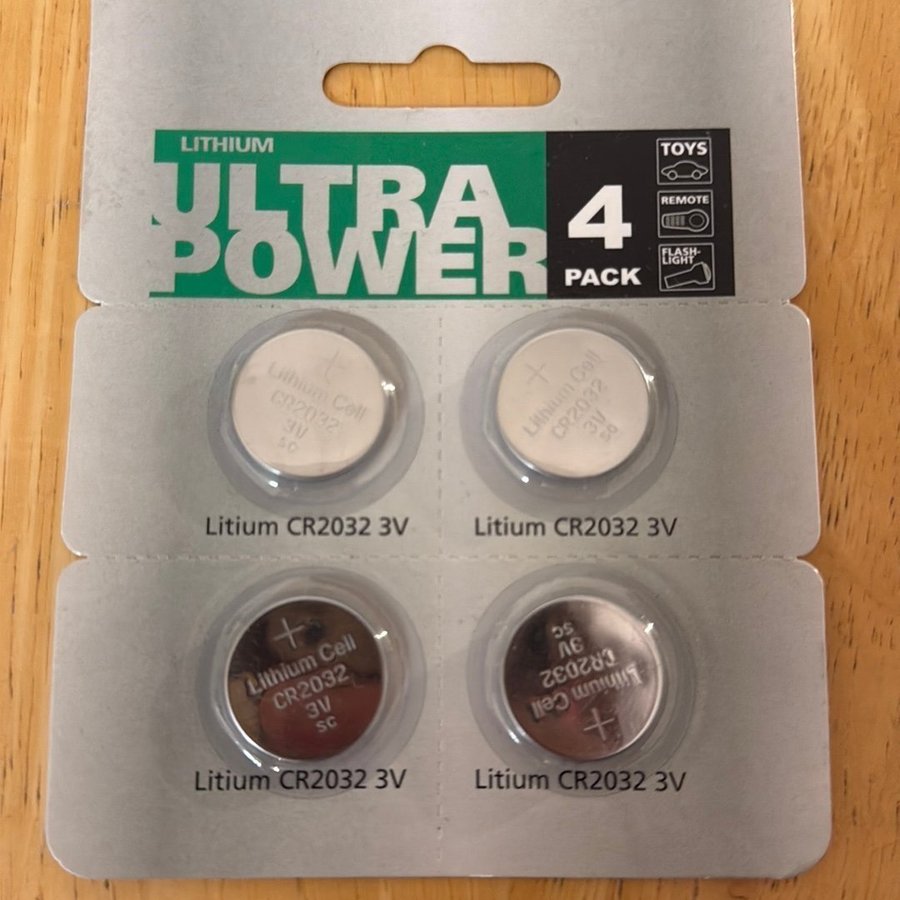 LITHIUM
ULTRA
POWER
4
PACK
TOYS
REMOTE
FLASH-
LIGHT
+
Lithium Cell
CR2032
3V
SC
+
Lithium Cell
CR2032
3V
SC
Litium CR2032 3V
Litium CR2032 3V
+
Lithium Cell
CR2032
3V
SC
+
Lithium Cell
CR2032
3V
SC
Litium CR2032 3V
Litium CR2032 3V